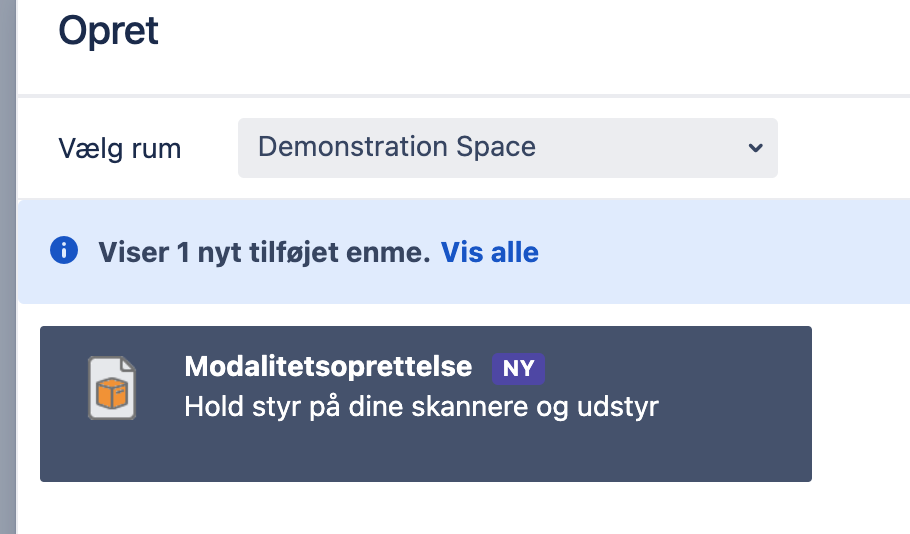 Opret
Vælg rum
Demonstration Space
Viser 1 nyt tilføjet enme. Vis alle
Modalitetsoprettelse NY
Hold styr på dine skannere og udstyr